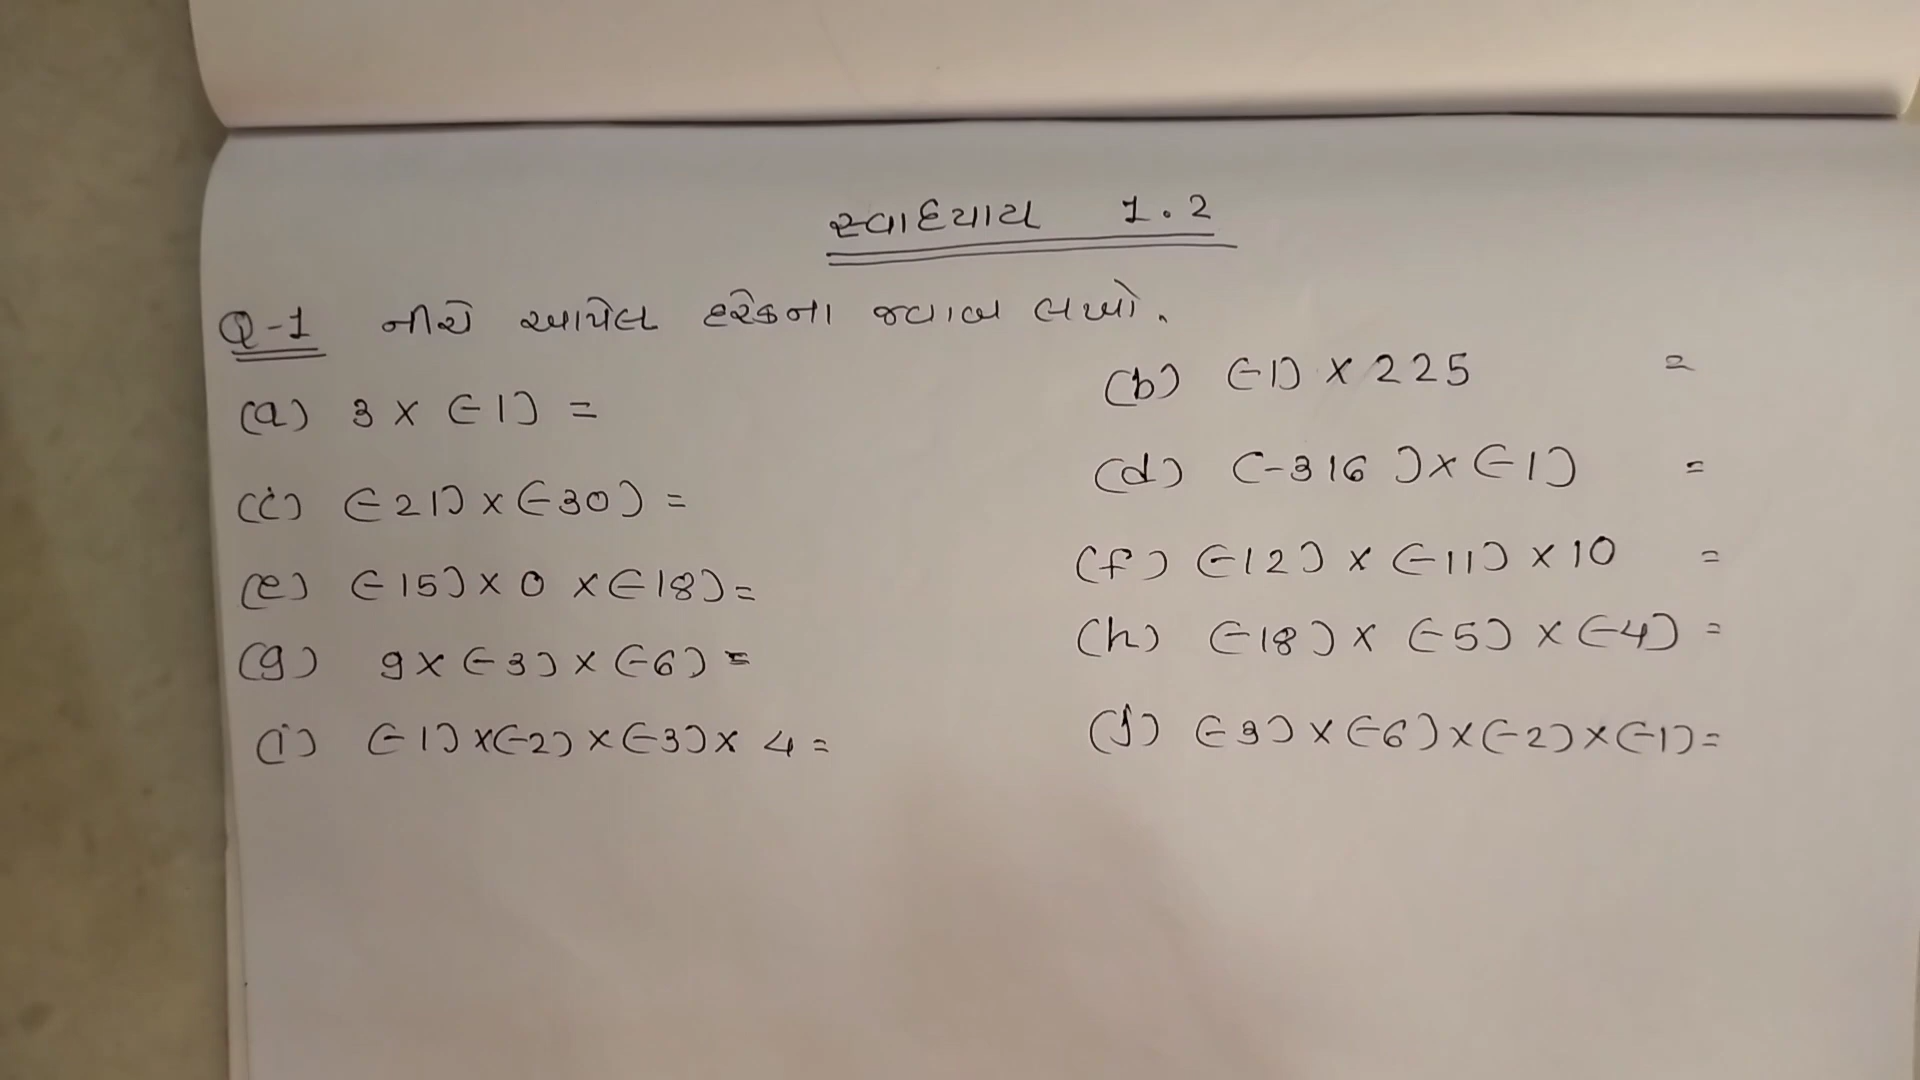 સ્વાધ્યાય 1.2
Q-1 નીચે આપેલ દરેકના જવાબ લખો.
(a) 3 × (-1) =
(b) (-1) × 225 =
(c) (-21) × (-30) =
(d) (-316) × (-1) =
(e) (-15) × 0 × (-18) =
(f) (-12) × (-11) × 10 =
(g) 9 × (-3) × (-6) =
(h) (-18) × (-5) × (-4) =
(i) (-1) × (-2) × (-3) × 4 =
(j) (-3) × (-6) × (-2) × (-1) =